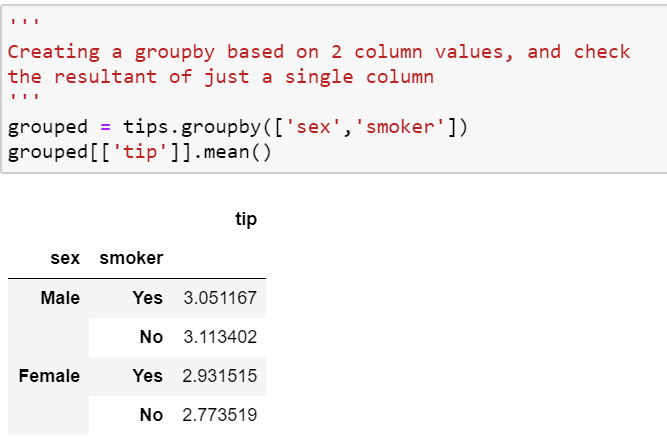 '''
Creating a groupby based on 2 column values, and check
the resultant of just a single column
'''
grouped = tips.groupby(['sex','smoker'])
grouped[['tip']].mean()
tip
sex smoker
Male Yes 3.051167
No 3.113402
Female Yes 2.931515
No 2.773519